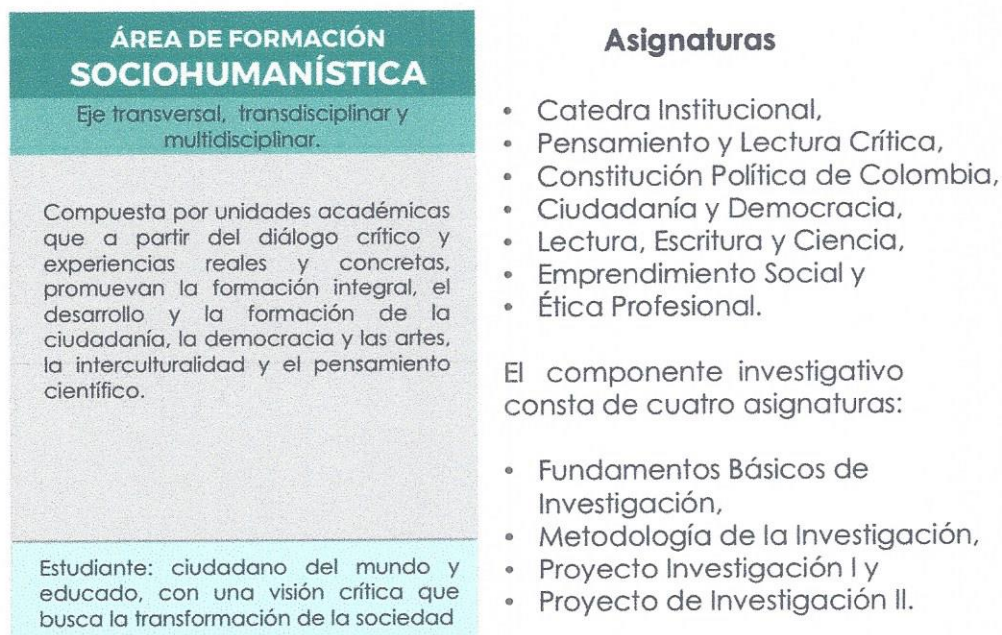 ÁREA DE FORMACIÓN
SOCIOHUMANÍSTICA
Eje transversal, transdisciplinar y
multidisciplinar.
Compuesta por unidades académicas
que a partir del diálogo crítico y
experiencias reales y concretas,
promuevan la formación integral, el
desarrollo y la formación de la
ciudadanía, la democracia y las artes,
la interculturalidad y el pensamiento
científico.
Estudiante: ciudadano del mundo y
educado, con una visión crítica que
busca la transformación de la sociedad
Asignaturas
• Catedra Institucional,
• Pensamiento y Lectura Crítica,
• Constitución Política de Colombia,
• Ciudadanía y Democracia,
• Lectura, Escritura y Ciencia,
• Emprendimiento Social y
• Ética Profesional.
El componente investigativo
consta de cuatro asignaturas:
• Fundamentos Básicos de
Investigación,
• Metodología de la Investigación,
• Proyecto Investigación I y
• Proyecto de Investigación II.